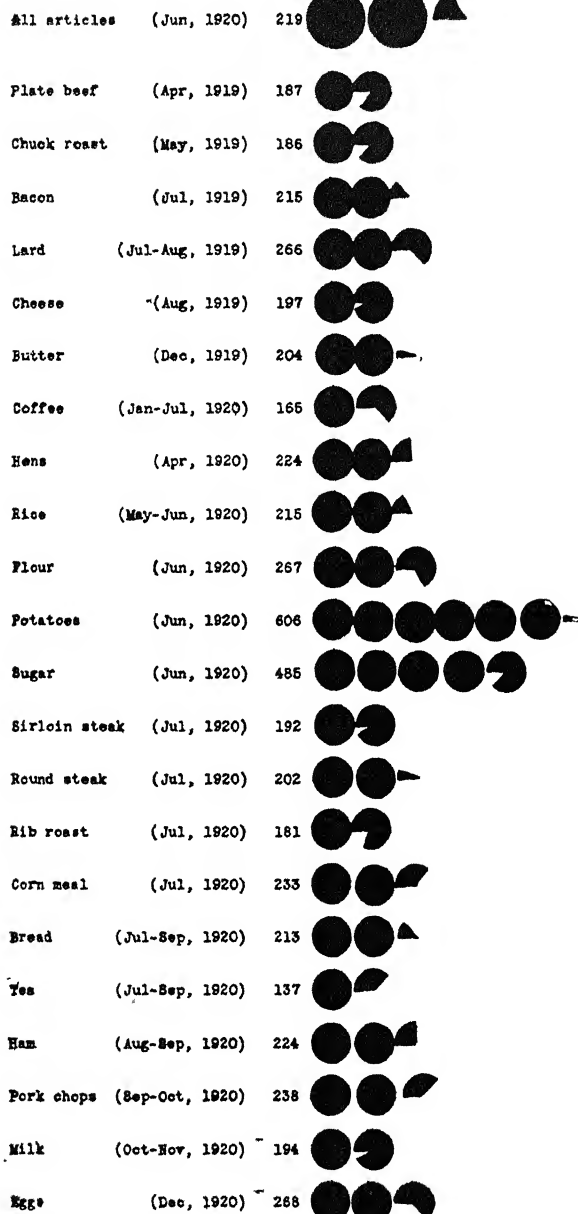 All articles (Jun, 1920) 219
Plate beef (Apr, 1919) 187
Chuck roast (May, 1919) 186
Bacon (Jul, 1919) 215
Lard (Jul-Aug, 1919) 266
Cheese (Aug, 1919) 197
Butter (Dec, 1919) 204
Coffee (Jan-Jul, 1920) 165
Hens (Apr, 1920) 224
Rice (May-Jun, 1920) 215
Flour (Jun, 1920) 267
Potatoes (Jun, 1920) 606
Sugar (Jun, 1920) 485
Sirloin steak (Jul, 1920) 192
Round steak (Jul, 1920) 202
Rib roast (Jul, 1920) 181
Corn meal (Jul, 1920) 233
Bread (Jul-Sep, 1920) 213
Tea (Jul-Sep, 1920) 137
Ham (Aug-Sep, 1920) 224
Pork chops (Sep-Oct, 1920) 238
Milk (Oct-Nov, 1920) 194
Eggs (Dec, 1920) 268